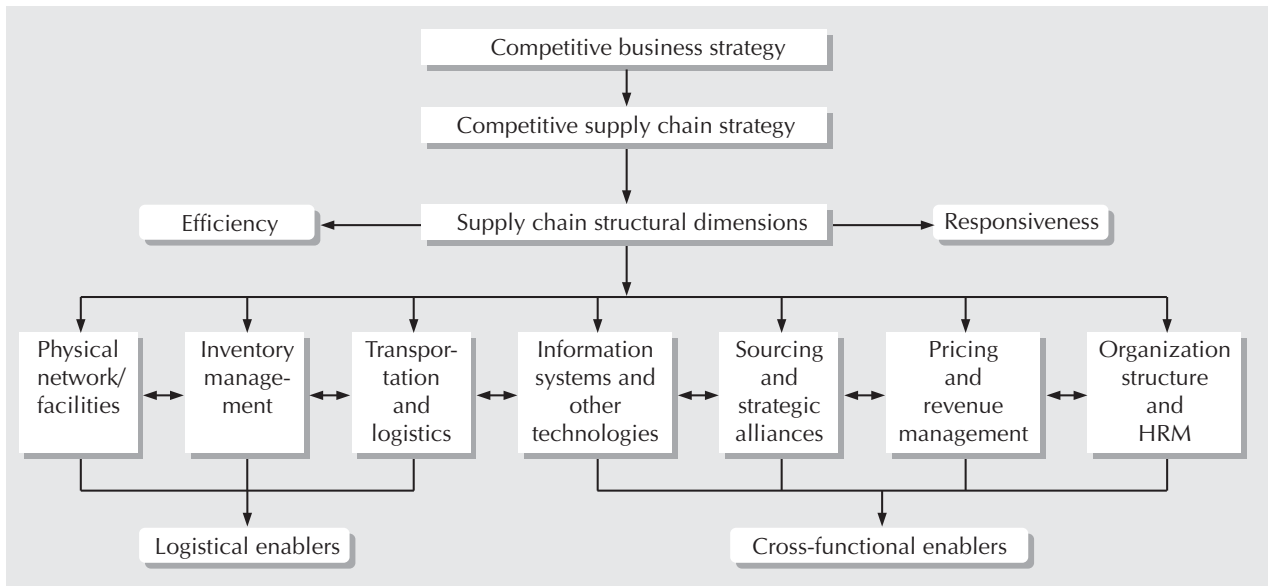 Competitive business strategy
Competitive supply chain strategy
Efficiency
Supply chain structural dimensions
Responsiveness
Physical
network/
facilities
Inventory
manage-
ment
Transpor-
tation
and
logistics
Information
systems and
other
technologies
Sourcing
and
strategic
alliances
Pricing
and
revenue
management
Organization
structure
and
HRM
Logistical enablers
Cross-functional enablers